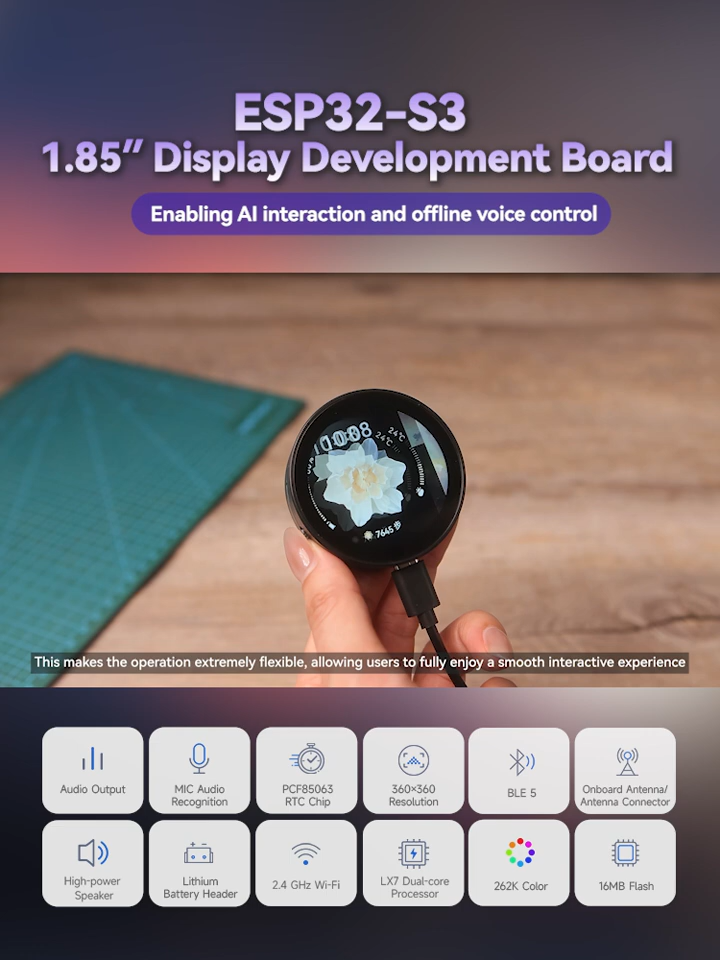 ESP32-S3
1.85” Display Development Board
Enabling AI interaction and offline voice control
24℃
24℃
7645
This makes the operation extremely flexible, allowing users to fully enjoy a smooth interactive experience
Audio Output
MIC Audio
Recognition
PCF85063
RTC Chip
360×360
Resolution
BLE 5
Onboard Antenna/
Antenna Connector
High-power
Speaker
Lithium
Battery Header
2.4 GHz Wi-Fi
LX7 Dual-core
Processor
262K Color
16MB Flash